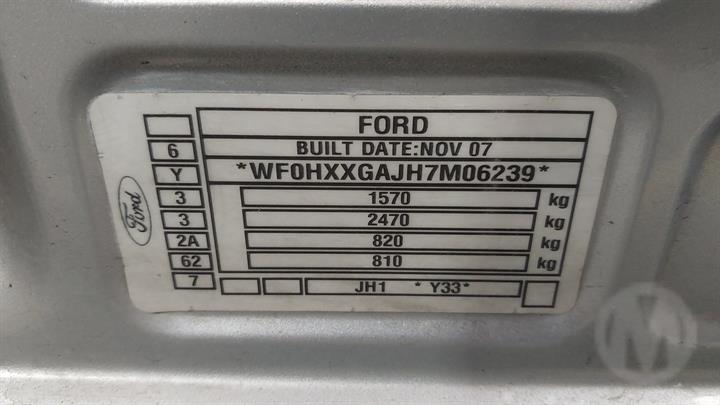 FORD
6 BUILT DATE:NOV 07
Y *WF0HXXGAJH7M06239*
3 1570 kg
3 2470 kg
2A 820 kg
62 810 kg
7 JH1 * Y33*
Ford
M